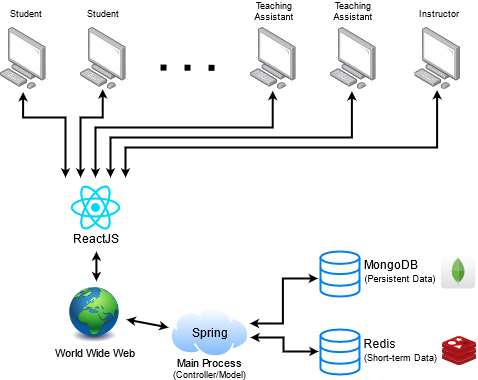 Student
Student
Teaching
Assistant
Teaching
Assistant
Instructor
ReactJS
World Wide Web
Spring
Main Process
(Controller/Model)
MongoDB
(Persistent Data)
Redis
(Short-term Data)